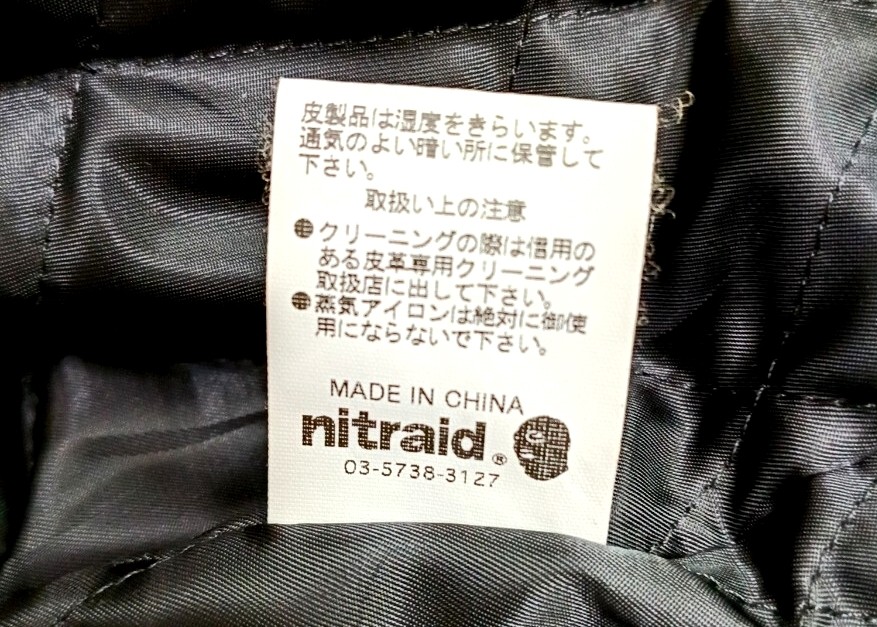 皮製品は湿度をきらいます。
通気のよい暗い所に保管して
下さい。
取扱い上の注意
●クリーニングの際は信用の
ある皮革専用クリーニング
取扱店に出して下さい。
●蒸気アイロンは絶対に御使
用にならないで下さい。
MADE IN CHINA
nitraid®
03-5738-3127